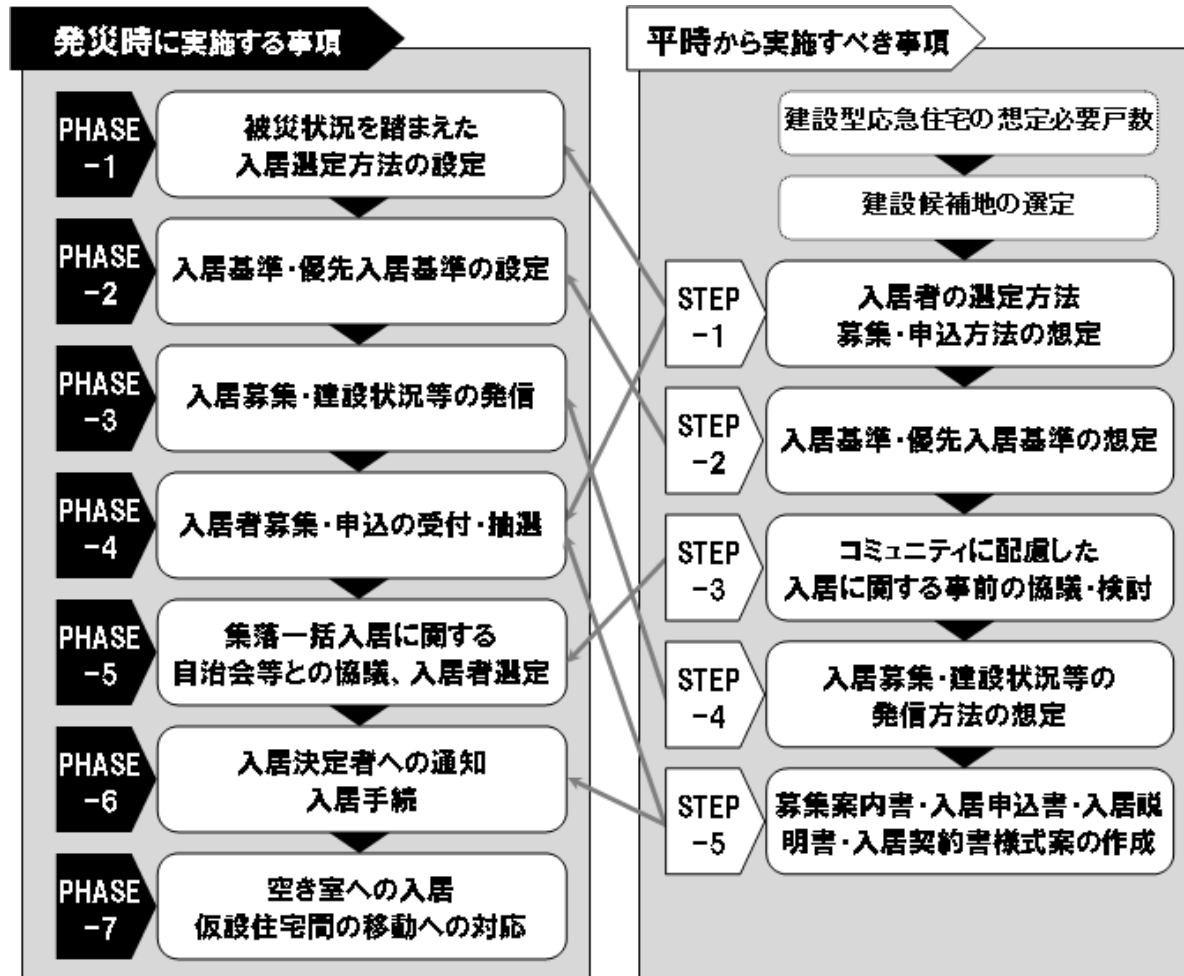 発災時に実施する事項
PHASE
-1
被災状況を踏まえた
入居選定方法の設定
PHASE
-2
入居基準・優先入居基準の設定
PHASE
-3
入居募集・建設状況等の発信
PHASE
-4
入居者募集・申込の受付・抽選
PHASE
-5
集落一括入居に関する
自治会等との協議、入居者選定
PHASE
-6
入居決定者への通知
入居手続
PHASE
-7
空き室への入居
仮設住宅間の移動への対応
平時から実施すべき事項
建設型応急住宅の想定必要戸数
建設候補地の選定
STEP
-1
入居者の選定方法
募集・申込方法の想定
STEP
-2
入居基準・優先入居基準の想定
STEP
-3
コミュニティに配慮した
入居に関する事前の協議・検討
STEP
-4
入居募集・建設状況等の
発信方法の想定
STEP
-5
募集案内書・入居申込書・入居説
明書・入居契約書様式案の作成